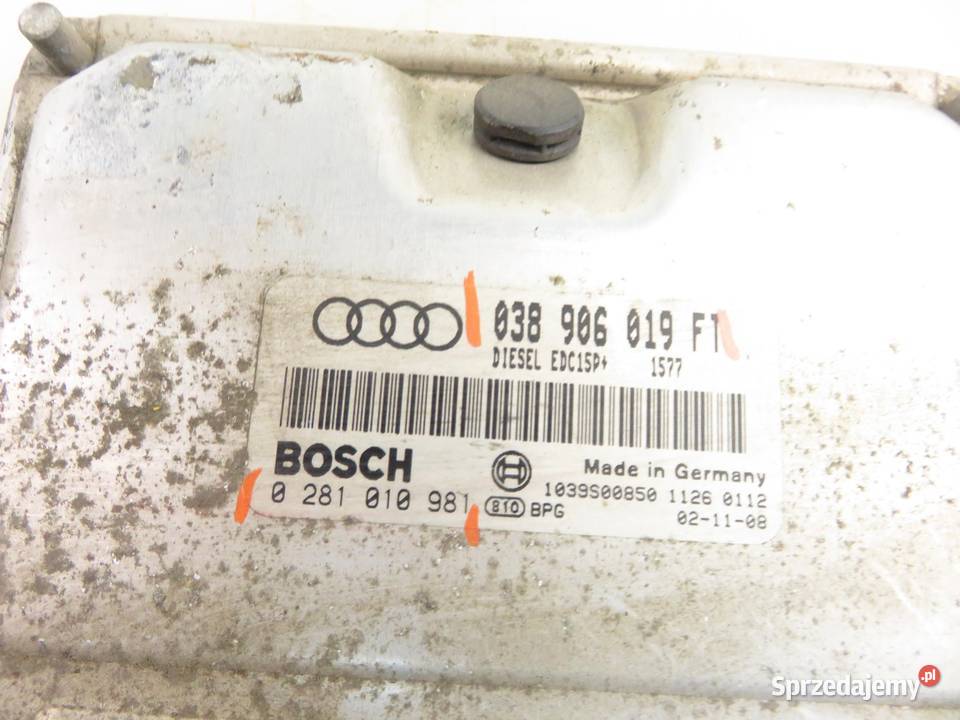 038 906 019 FT
DIESEL EDC15P+ 1577
BOSCH
Made in Germany
0 281 010 981
1039S00850 1126 0112
810 BPG
02-11-08
Sprzedajemy.pl